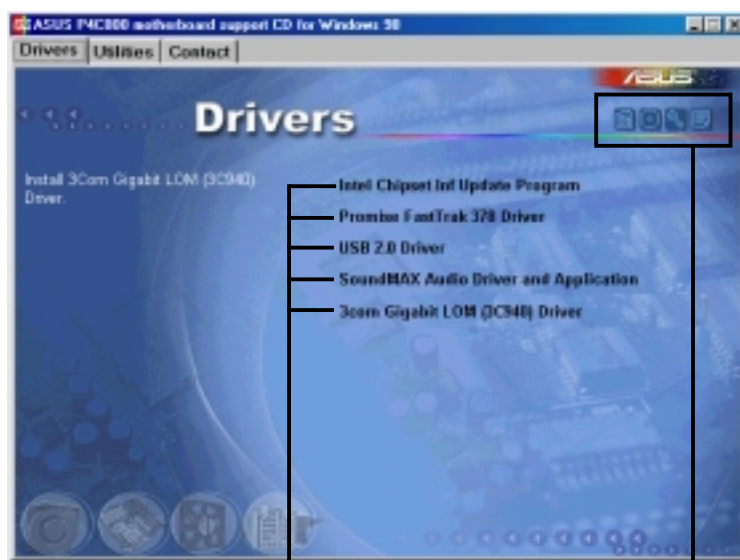 ASUS P4C800 motherboard support CD for Windows 98
Drivers Utilities Contact
ASUS
Drivers
Install 3Com Gigabit LOM (3C940)
Driver.
Intel Chipset Inf Update Program
Promise FastTrak 378 Driver
USB 2.0 Driver
SoundMAX Audio Driver and Application
3com Gigabit LOM (3C940) Driver